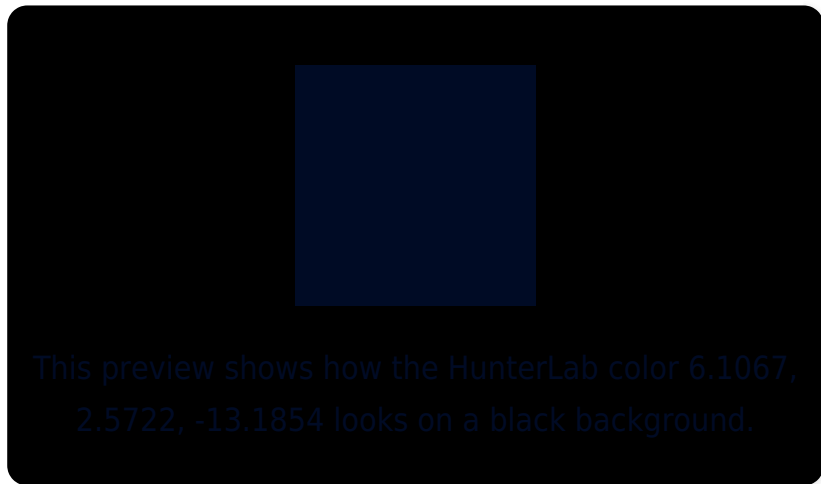 This preview shows how the HunterLab color 6.1067,
2.5722, -13.1854 looks on a black background.